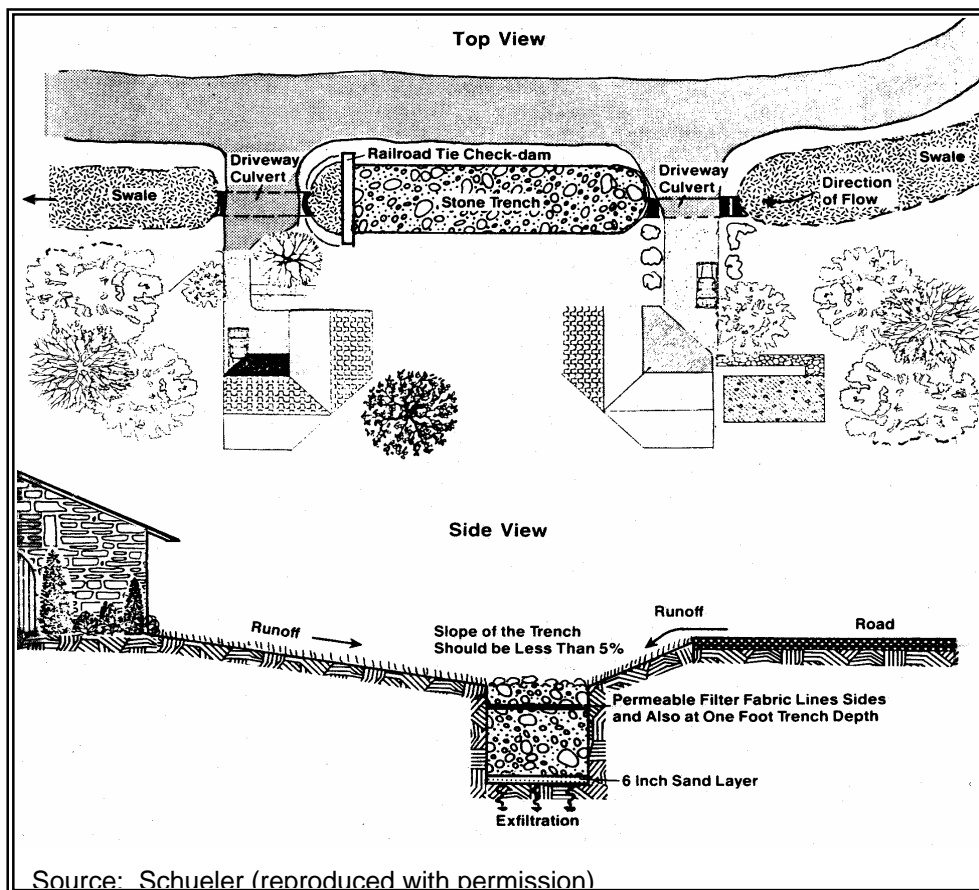 Top View
Railroad Tie Check-dam
Driveway
Culvert
Swale
Stone Trench
Driveway
Culvert
Direction
of Flow
Swale
Side View
Runoff
Slope of the Trench
Should be Less Than 5%
Runoff
Road
Permeable Filter Fabric Lines Sides
and Also at One Foot Trench Depth
6 Inch Sand Layer
Exfiltration
Source: Schueler (reproduced with permission)